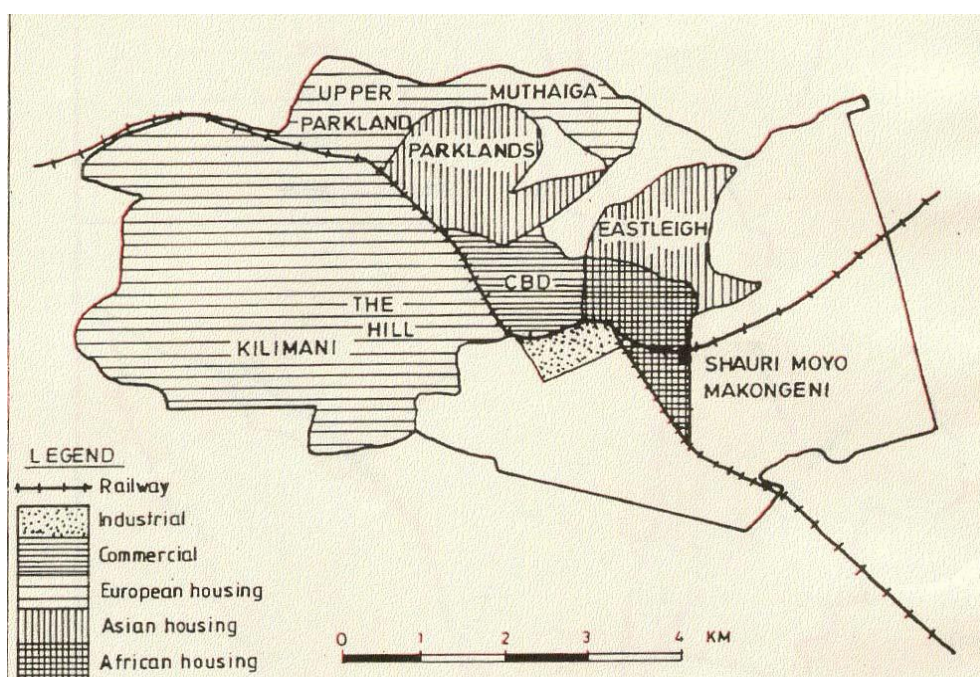 UPPER
PARKLAND
MUTHAIGA
PARKLANDS
EASTLEIGH
CBD
THE
HILL
KILIMANI
SHAURI MOYO
MAKONGENI
LEGEND
Railway
Industrial
Commercial
European housing
Asian housing
African housing
0 1 2 3 4 KM